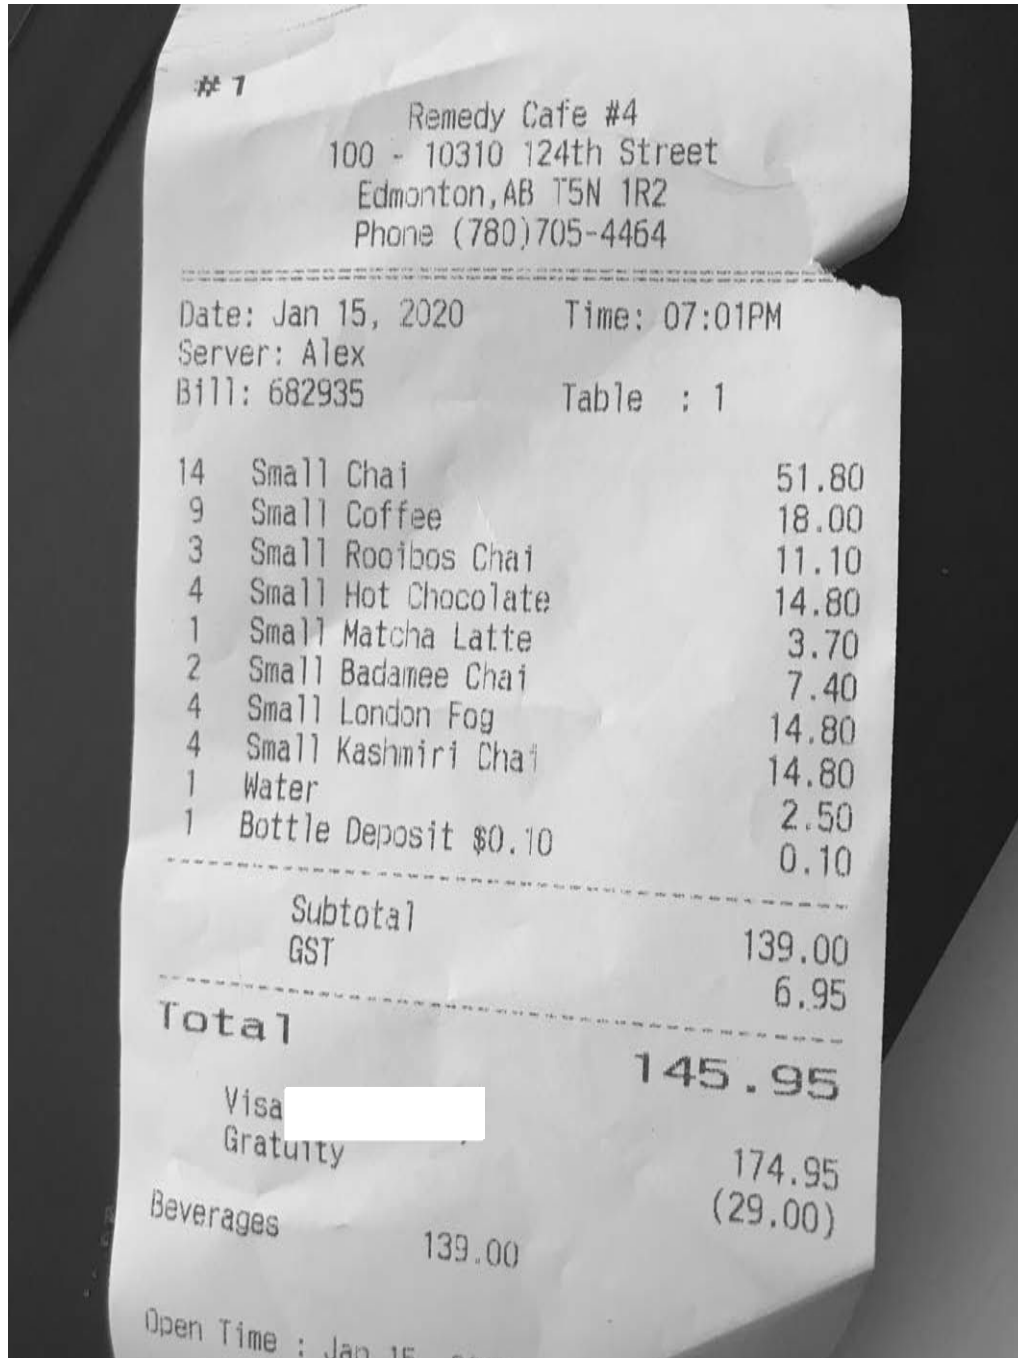 # 1
Remedy Cafe #4
100 - 10310 124th Street
Edmonton,AB T5N 1R2
Phone (780)705-4464
Date: Jan 15, 2020 Time: 07:01PM
Server: Alex
Bill: 682935 Table : 1
14 Small Chai 51.80
9 Small Coffee 18.00
3 Small Rooibos Chai 11.10
4 Small Hot Chocolate 14.80
1 Small Matcha Latte 3.70
2 Small Badamee Chai 7.40
4 Small London Fog 14.80
4 Small Kashmiri Chai 14.80
1 Water 2.50
1 Bottle Deposit $0.10 0.10
Subtotal 139.00
GST 6.95
Total 145.95
Visa 174.95
Gratuity (29.00)
Beverages 139.00
Open Time : Jan 15